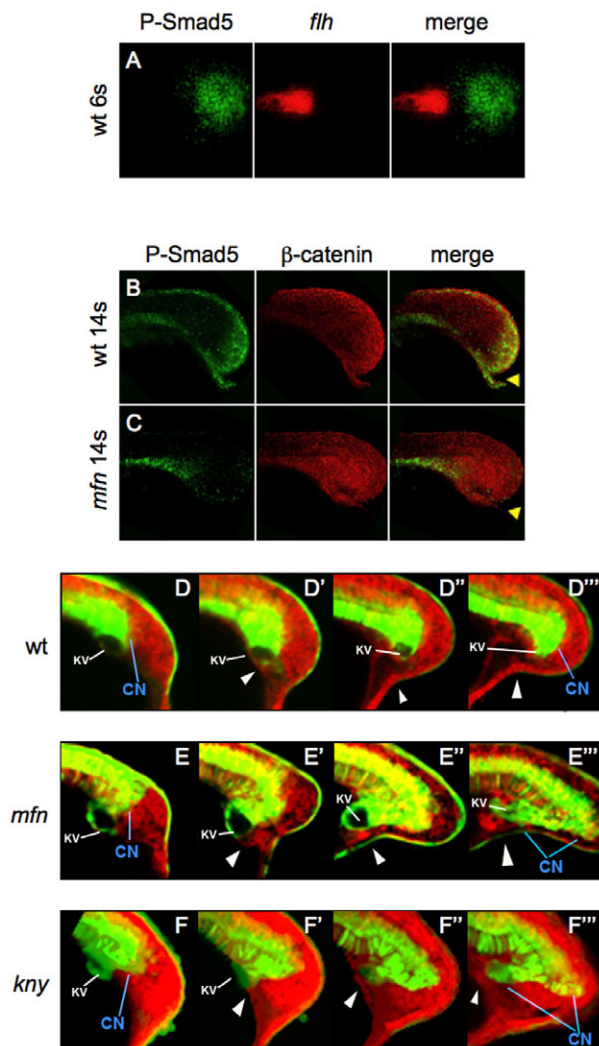 P-Smad5 flh merge
wt 6s
A
P-Smad5 β-catenin merge
wt 14s
B
mfn 14s
C
wt
D D' D'' D'''
KV KV KV KV
CN CN
mfn
E E' E'' E'''
KV KV KV KV
CN CN
kny
F F' F'' F'''
KV KV
CN CN